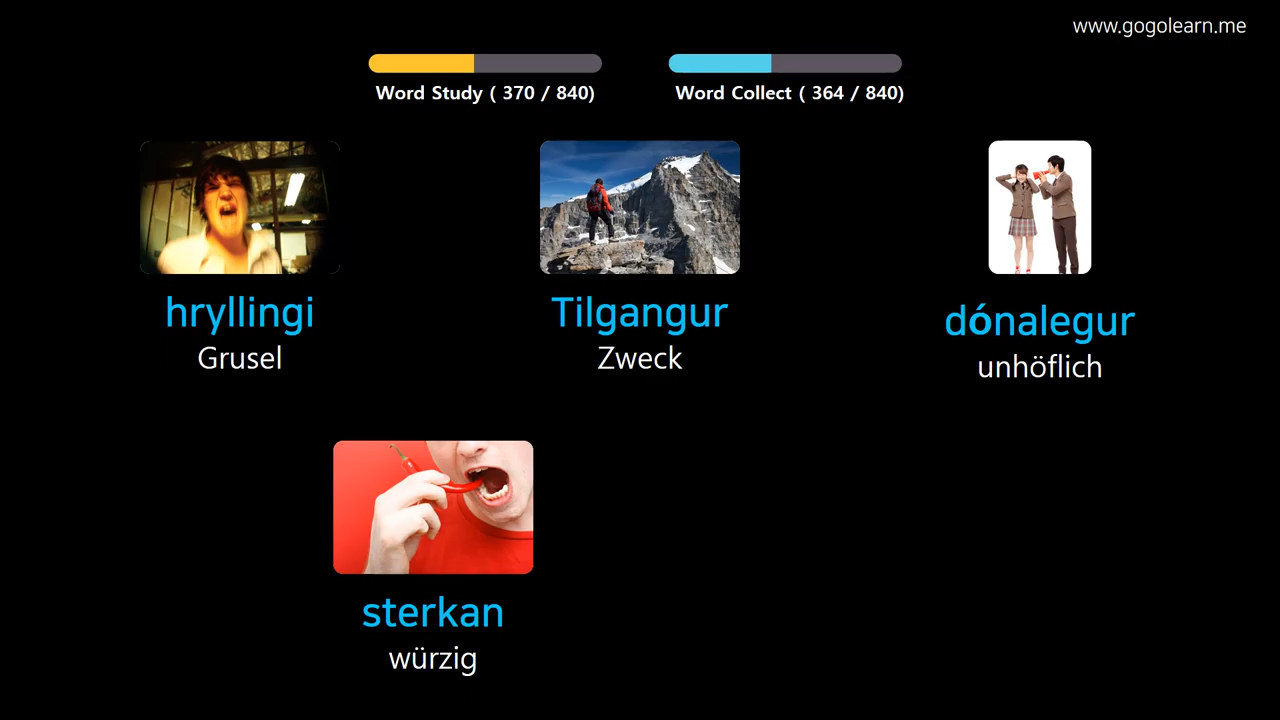 www.gogolearn.me
Word Study ( 370 / 840)
Word Collect ( 364 / 840)
hryllingi
Grusel
Tilgangur
Zweck
dónalegur
unhöflich
sterkan
würzig